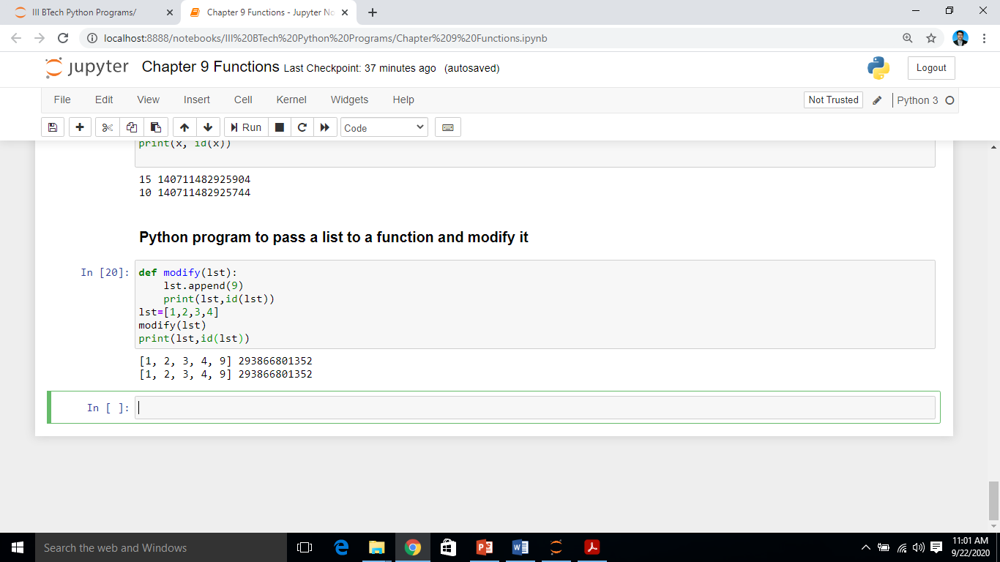 III BTech Python Programs/
Chapter 9 Functions - Jupyter No
localhost:8888/notebooks/III%20BTech%20Python%20Programs/Chapter%209%20Functions.ipynb
jupyter Chapter 9 Functions Last Checkpoint: 37 minutes ago (autosaved) Logout
File Edit View Insert Cell Kernel Widgets Help Not Trusted Python 3
Run Code
print(x, id(x))
15 140711482925904
10 140711482925744
Python program to pass a list to a function and modify it
In [20]: def modify(lst):
    lst.append(9)
    print(lst,id(lst))
lst=[1,2,3,4]
modify(lst)
print(lst,id(lst))
[1, 2, 3, 4, 9] 293866801352
[1, 2, 3, 4, 9] 293866801352
In [ ]:
Search the web and Windows
11:01 AM
9/22/2020